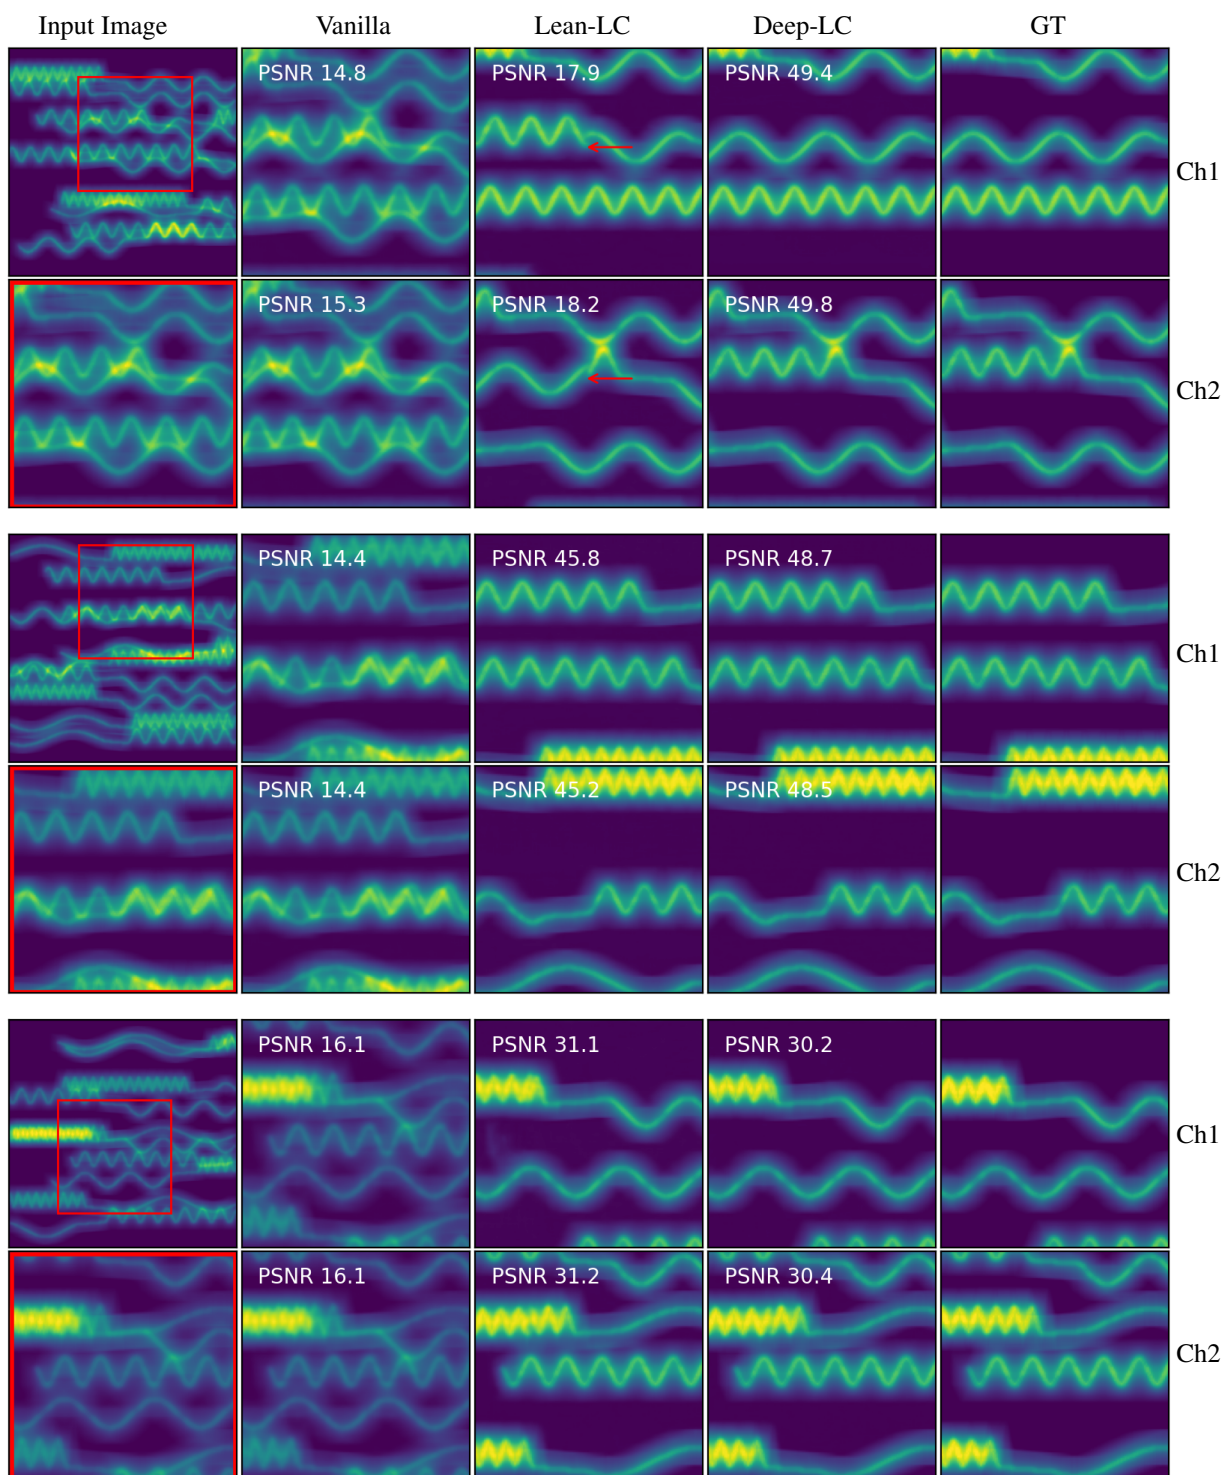 Input Image Vanilla Lean-LC Deep-LC GT
PSNR 14.8 PSNR 17.9 PSNR 49.4 Ch1
PSNR 15.3 PSNR 18.2 PSNR 49.8 Ch2
PSNR 14.4 PSNR 45.8 PSNR 48.7 Ch1
PSNR 14.4 PSNR 45.2 PSNR 48.5 Ch2
PSNR 16.1 PSNR 31.1 PSNR 30.2 Ch1
PSNR 16.1 PSNR 31.2 PSNR 30.4 Ch2